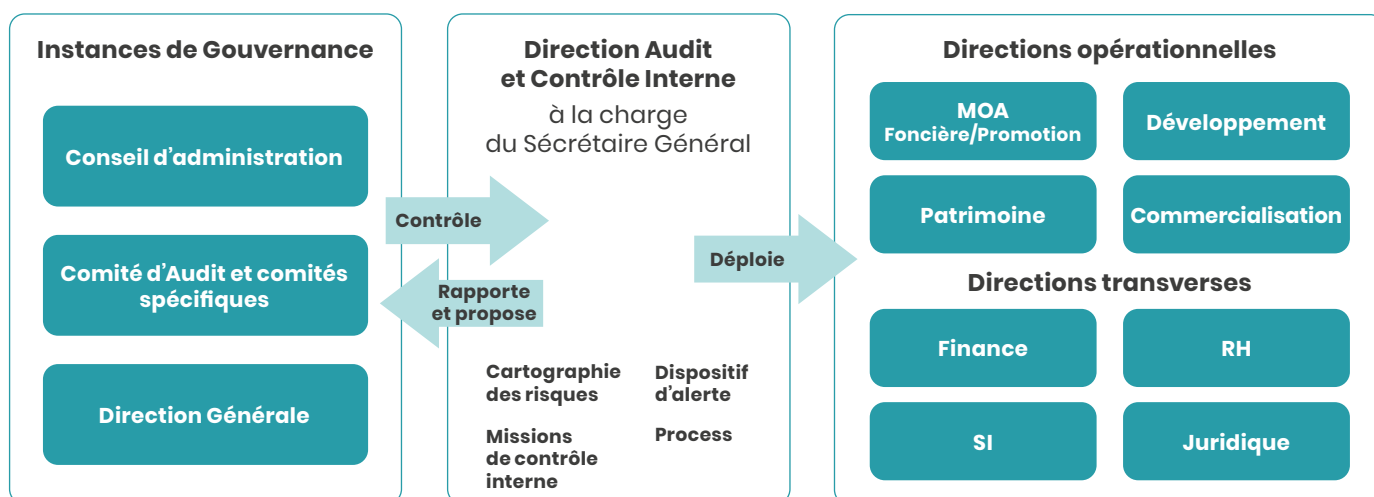 Instances de Gouvernance
Conseil d'administration
Comité d'Audit et comités
spécifiques
Direction Générale
Contrôle
Rapporte
et propose
Direction Audit
et Contrôle Interne
à la charge
du Sécrétaire Général
Cartographie
des risques
Dispositif
d'alerte
Missions
de contrôle
interne
Process
Déploie
Directions opérationnelles
MOA
Foncière/Promotion
Développement
Patrimoine
Commercialisation
Directions transverses
Finance
RH
SI
Juridique